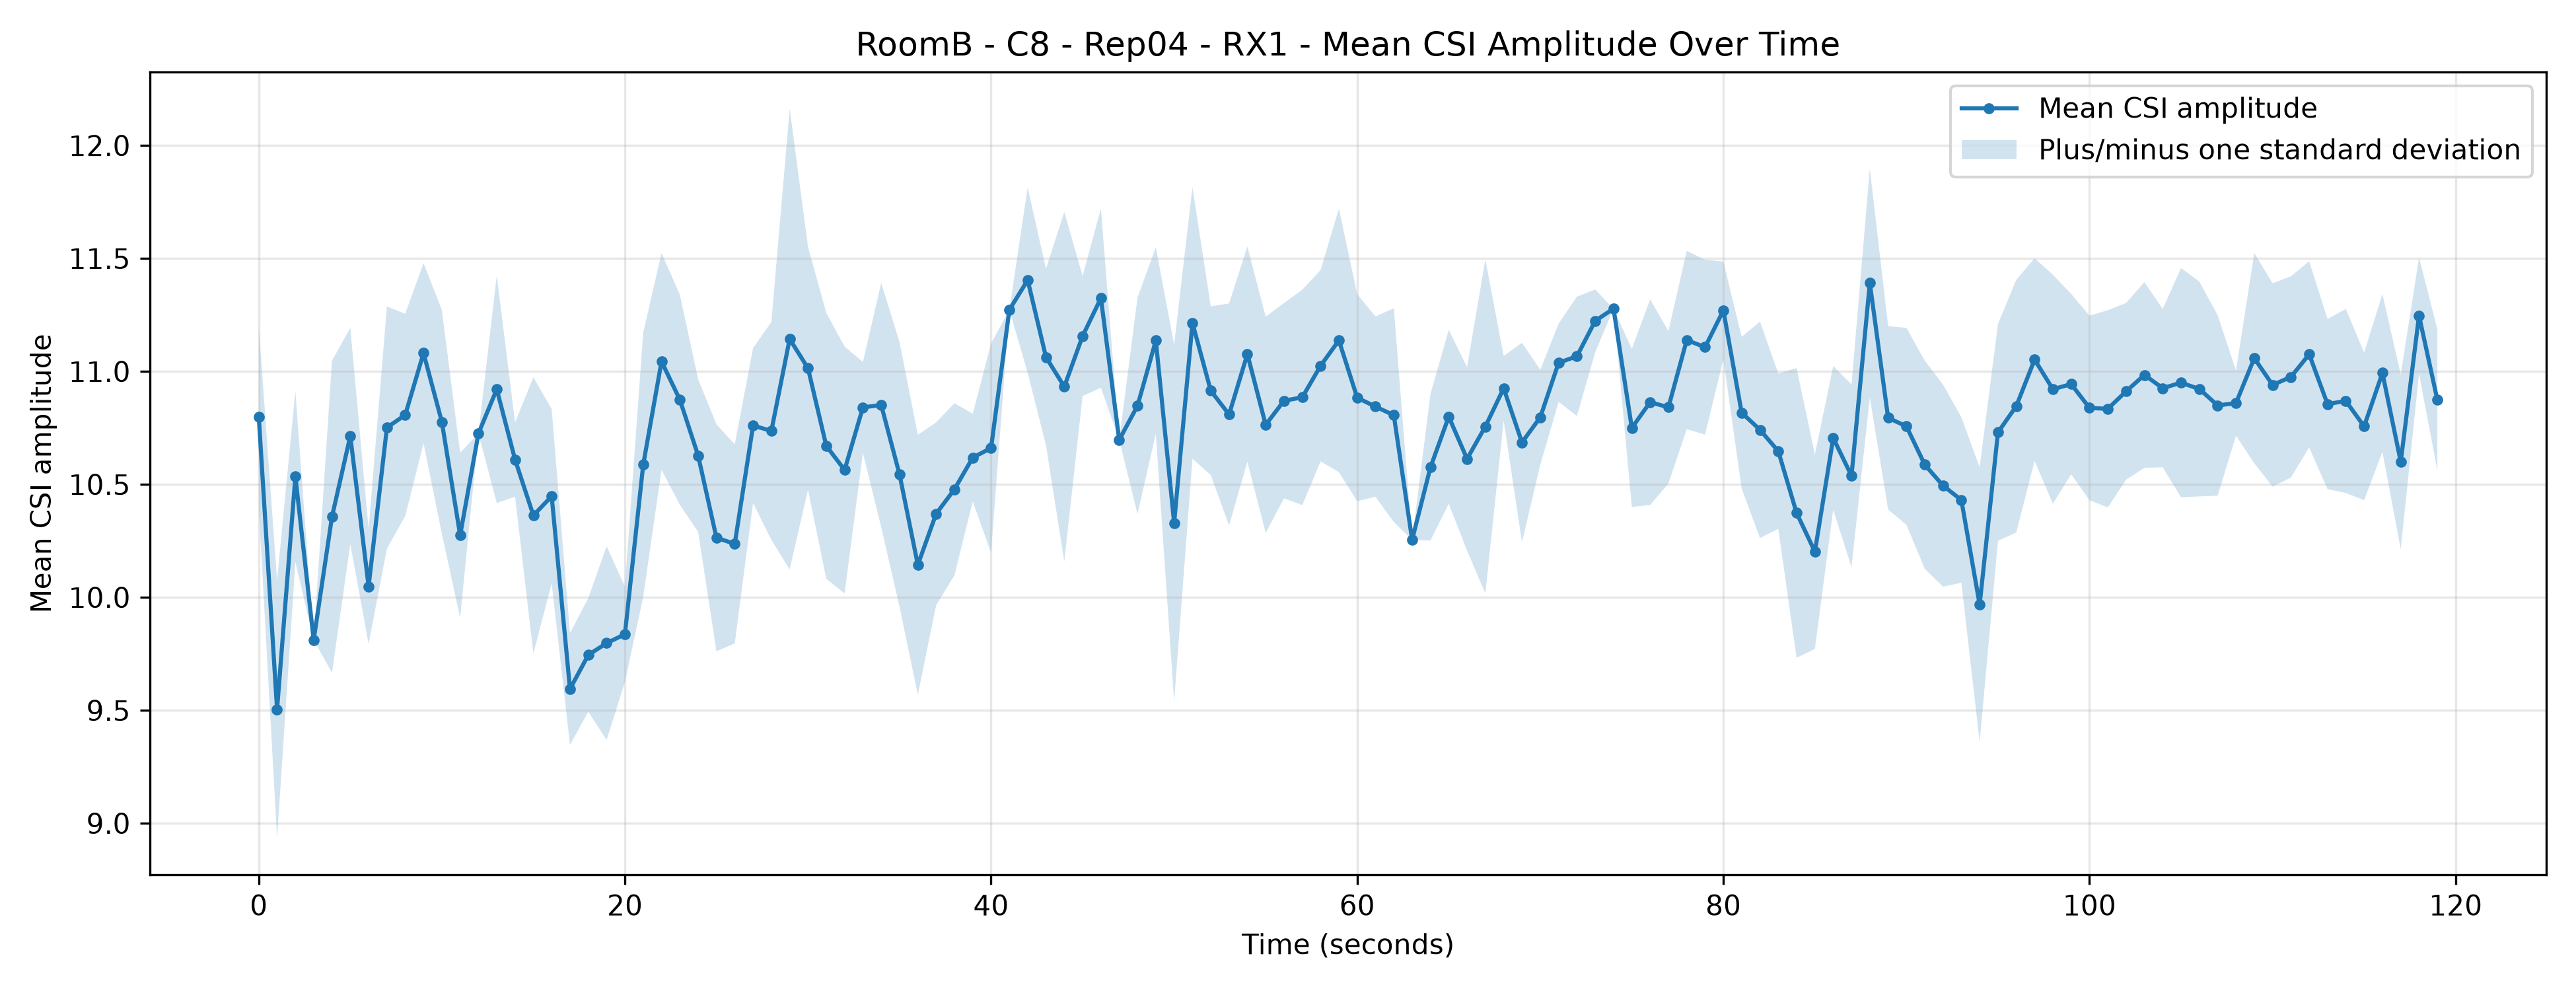 RoomB - C8 - Rep04 - RX1 - Mean CSI Amplitude Over Time
Mean CSI amplitude
Plus/minus one standard deviation
Mean CSI amplitude
12.0
11.5
11.0
10.5
10.0
9.5
9.0
0 20 40 60 80 100 120
Time (seconds)